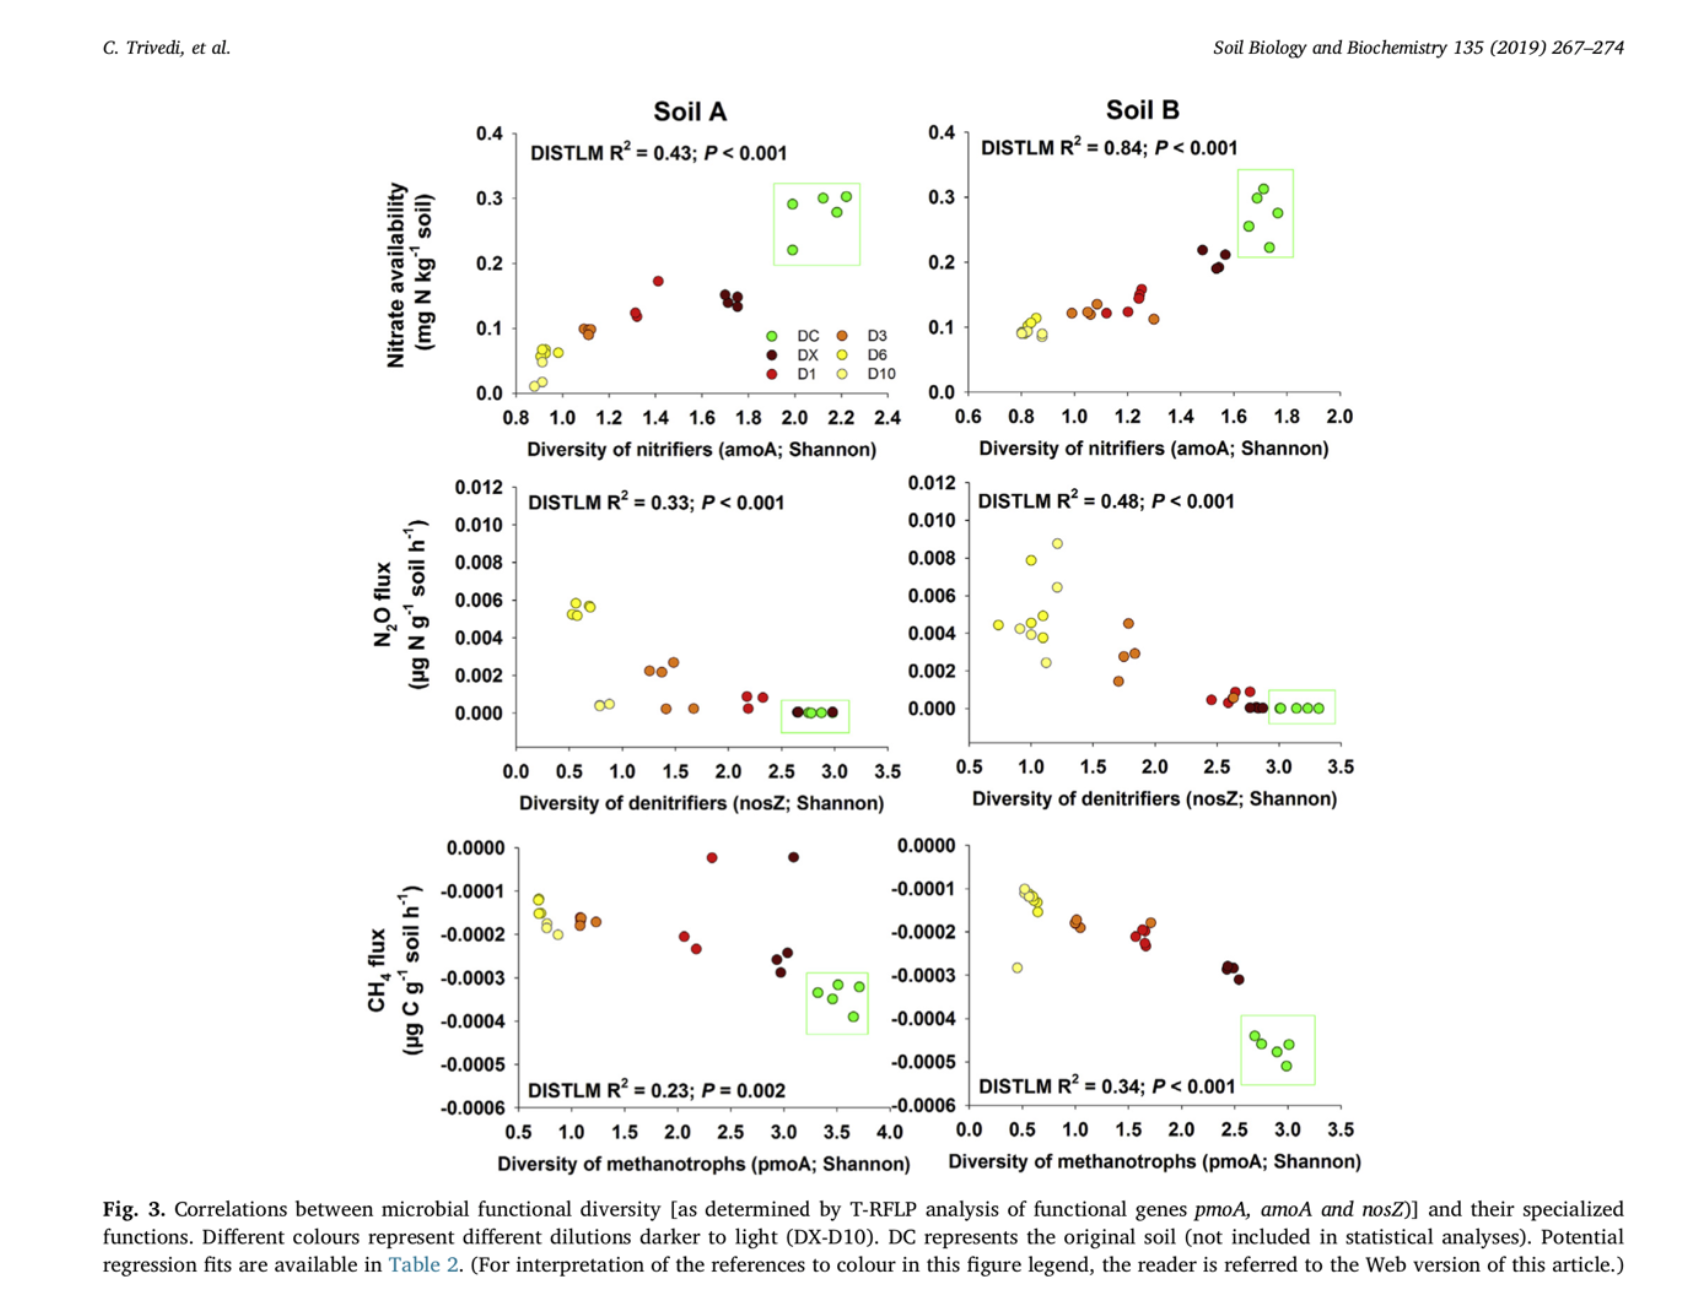 C. Trivedi, et al.
Soil Biology and Biochemistry 135 (2019) 267–274
Soil A
Soil B
Nitrate availability
(mg N kg⁻¹ soil)
0.4
0.3
0.2
0.1
0.0
DISTLM R² = 0.43; P < 0.001
DC
DX
D1
D3
D6
D10
0.8 1.0 1.2 1.4 1.6 1.8 2.0 2.2 2.4
Diversity of nitrifiers (amoA; Shannon)
0.4
0.3
0.2
0.1
0.0
DISTLM R² = 0.84; P < 0.001
0.6 0.8 1.0 1.2 1.4 1.6 1.8 2.0
Diversity of nitrifiers (amoA; Shannon)
N₂O flux
(µg N g⁻¹ soil h⁻¹)
0.012
0.010
0.008
0.006
0.004
0.002
0.000
DISTLM R² = 0.33; P < 0.001
0.0 0.5 1.0 1.5 2.0 2.5 3.0 3.5
Diversity of denitrifiers (nosZ; Shannon)
0.012
0.010
0.008
0.006
0.004
0.002
0.000
DISTLM R² = 0.48; P < 0.001
0.5 1.0 1.5 2.0 2.5 3.0 3.5
Diversity of denitrifiers (nosZ; Shannon)
CH₄ flux
(µg C g⁻¹ soil h⁻¹)
0.0000
-0.0001
-0.0002
-0.0003
-0.0004
-0.0005
-0.0006
DISTLM R² = 0.23; P = 0.002
0.5 1.0 1.5 2.0 2.5 3.0 3.5 4.0
Diversity of methanotrophs (pmoA; Shannon)
0.0000
-0.0001
-0.0002
-0.0003
-0.0004
-0.0005
-0.0006
DISTLM R² = 0.34; P < 0.001
0.0 0.5 1.0 1.5 2.0 2.5 3.0 3.5
Diversity of methanotrophs (pmoA; Shannon)
Fig. 3. Correlations between microbial functional diversity [as determined by T-RFLP analysis of functional genes pmoA, amoA and nosZ)] and their specialized
functions. Different colours represent different dilutions darker to light (DX-D10). DC represents the original soil (not included in statistical analyses). Potential
regression fits are available in Table 2. (For interpretation of the references to colour in this figure legend, the reader is referred to the Web version of this article.)